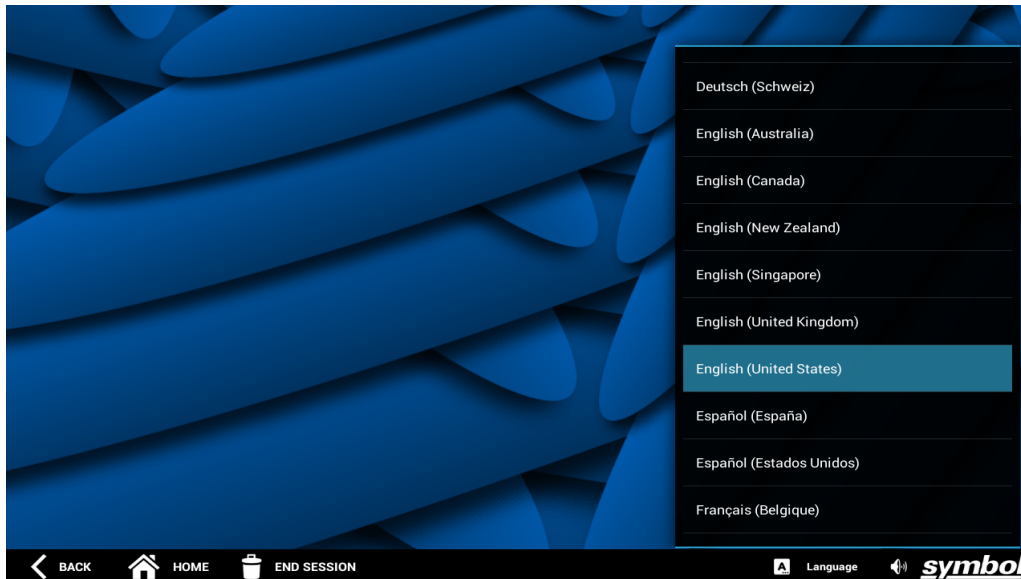 Deutsch (Schweiz)
English (Australia)
English (Canada)
English (New Zealand)
English (Singapore)
English (United Kingdom)
English (United States)
Español (España)
Español (Estados Unidos)
Français (Belgique)
BACK HOME END SESSION A Language symbol